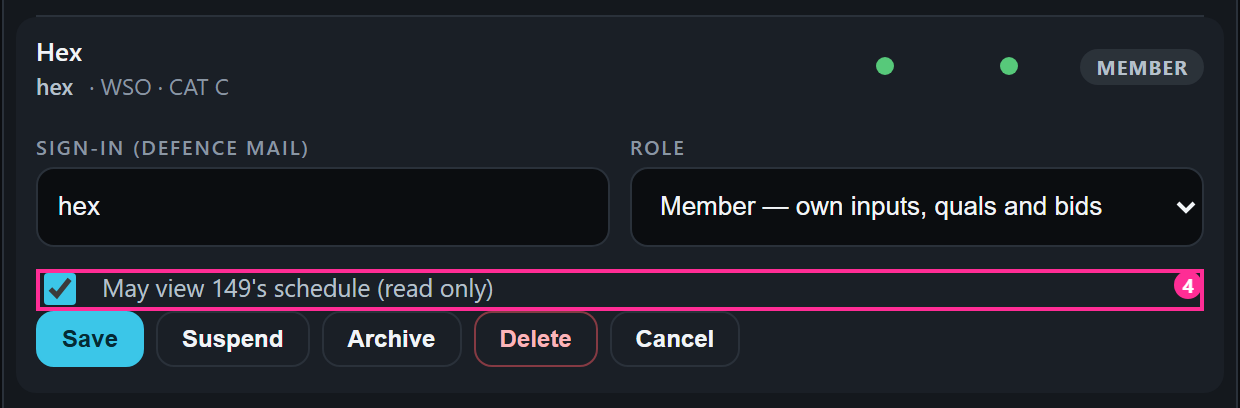 Hex
hex · WSO · CAT C
MEMBER
SIGN-IN (DEFENCE MAIL)
ROLE
hex
Member — own inputs, quals and bids
May view 149's schedule (read only)
4
Save
Suspend
Archive
Delete
Cancel